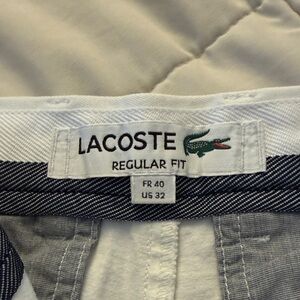 LACOSTE
REGULAR FIT
FR 40
US 32